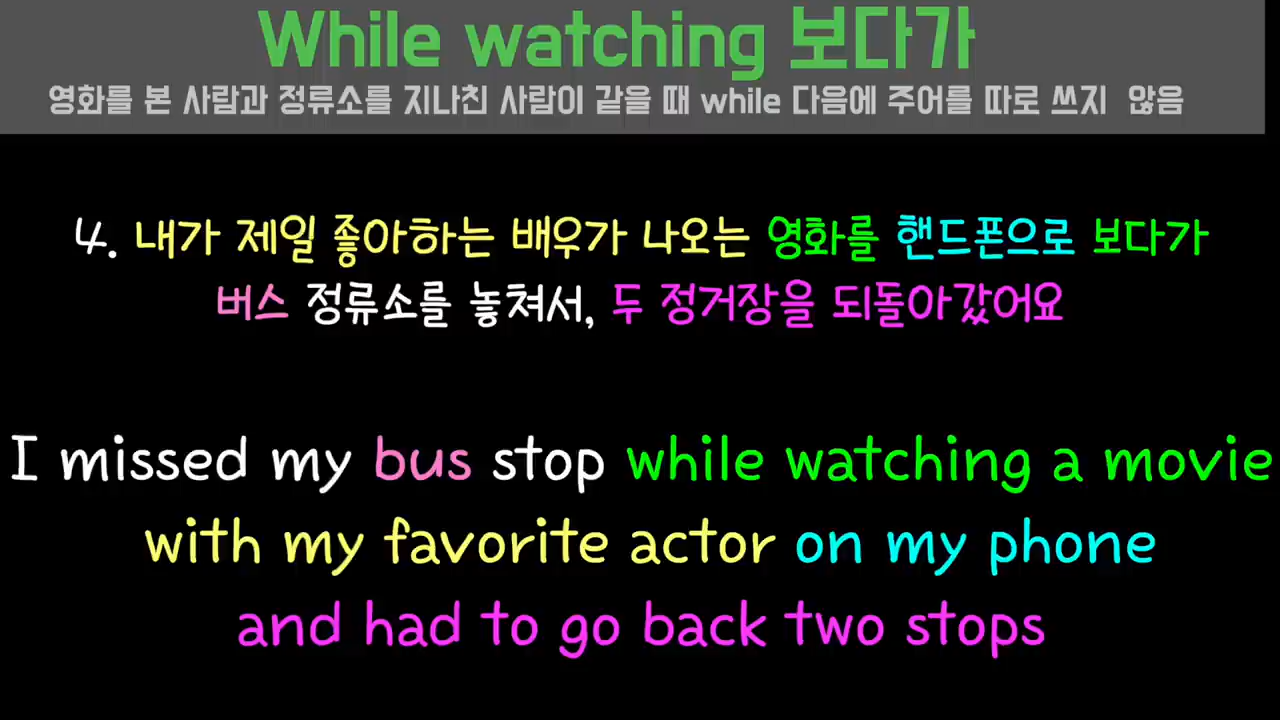 While watching 보다가
영화를 본 사람과 정류소를 지나친 사람이 같을 때 while 다음에 주어를 따로 쓰지 않음
4. 내가 제일 좋아하는 배우가 나오는 영화를 핸드폰으로 보다가
버스 정류소를 놓쳐서, 두 정거장을 되돌아갔어요
I missed my bus stop while watching a movie
with my favorite actor on my phone
and had to go back two stops